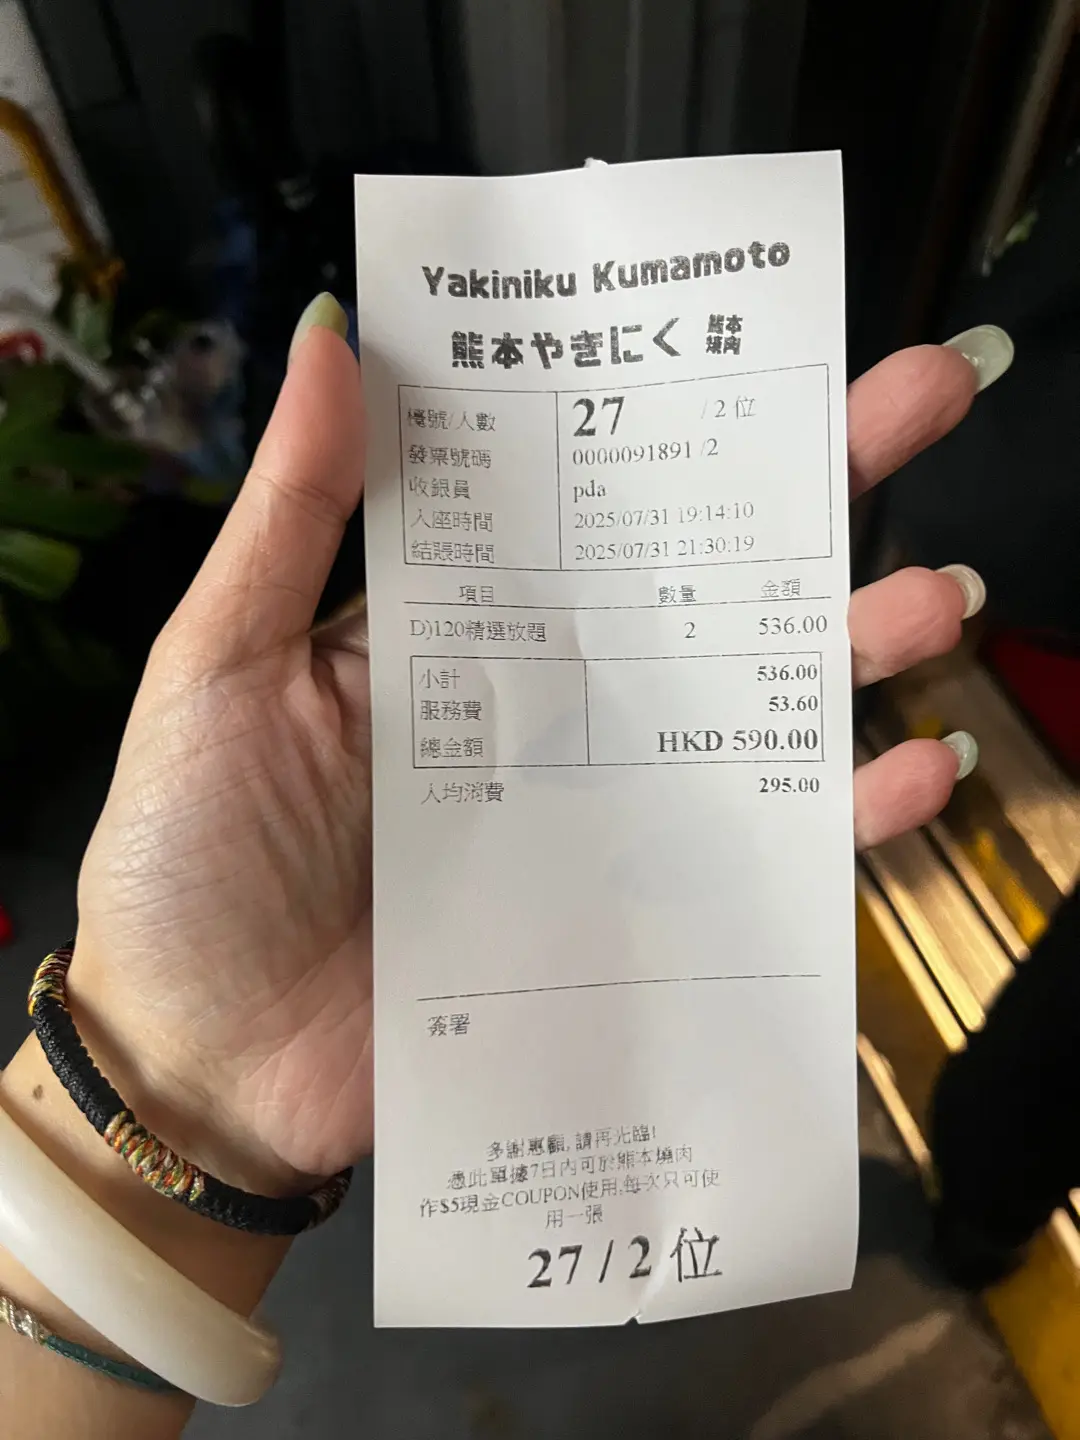 Yakiniku Kumamoto
熊本やきにく 熊本燒肉
檯號/人數 27 /2 位
發票號碼 0000091891 /2
收銀員 pda
入座時間 2025/07/31 19:14:10
結賬時間 2025/07/31 21:30:19
項目 數量 金額
D)120精選放題 2 536.00
小計 536.00
服務費 53.60
總金額 HKD 590.00
人均消費 295.00
簽署
多謝惠顧,請再光臨!
憑此單據7日內可於熊本燒肉
作$5現金COUPON使用,每次只可使
用一張
27 / 2 位